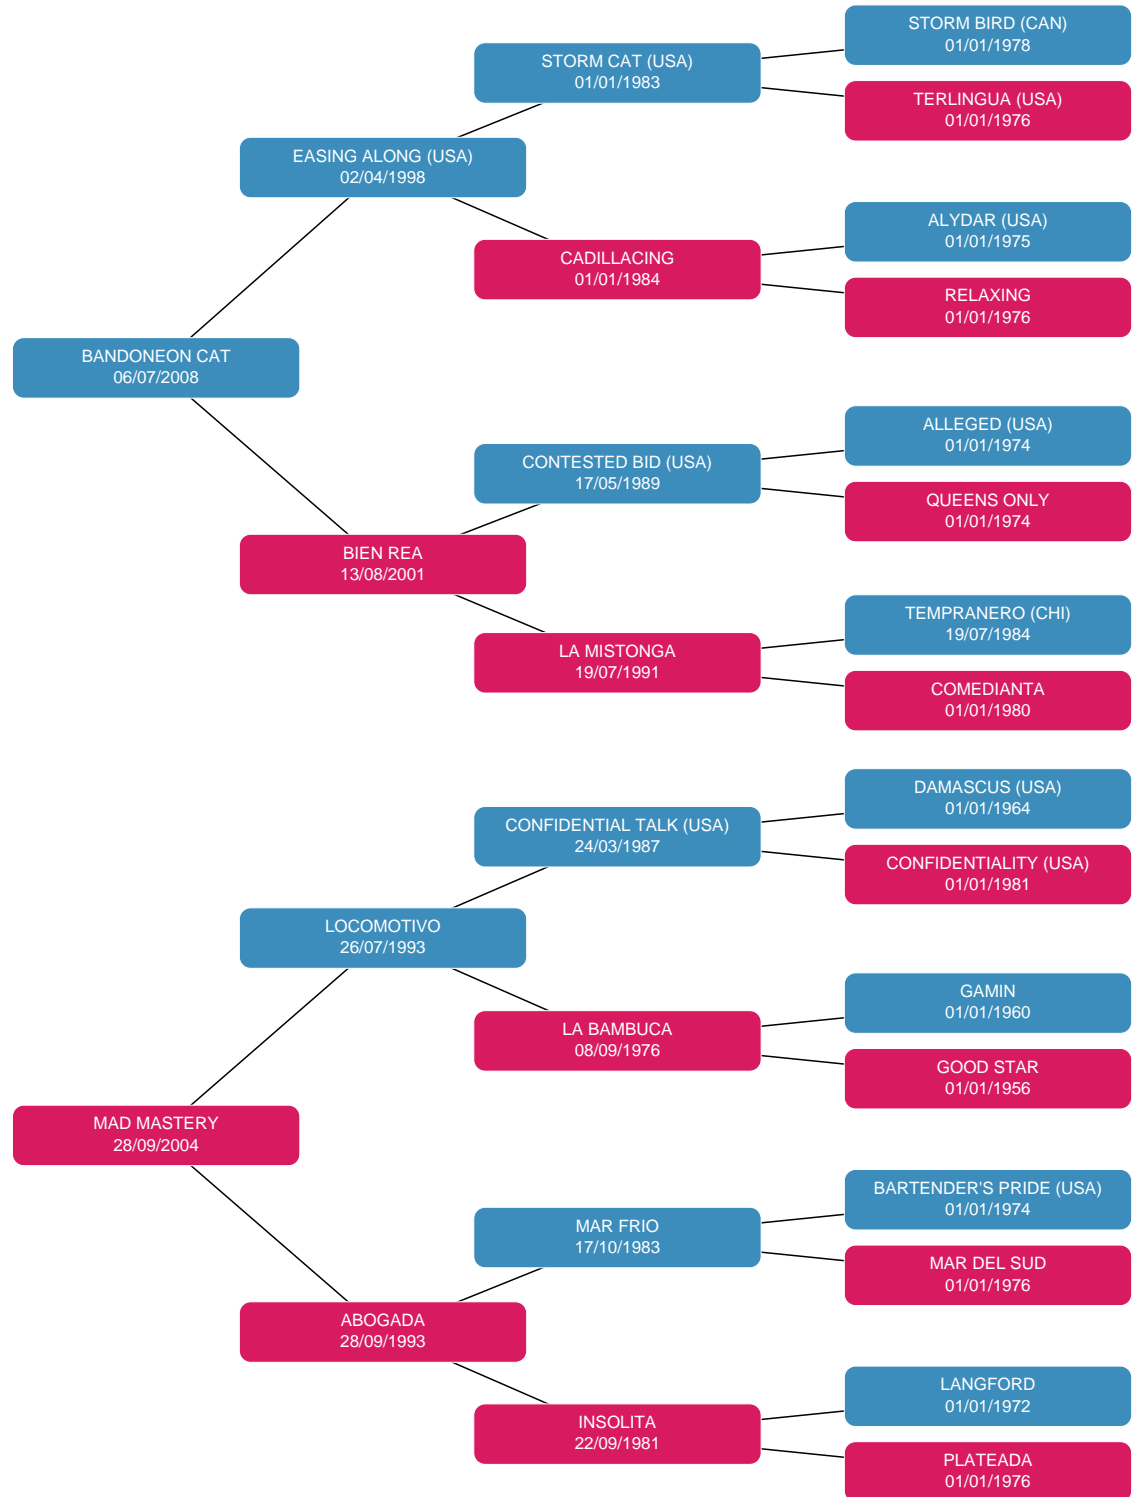 STORM BIRD (CAN)
01/01/1978
STORM CAT (USA)
01/01/1983
TERLINGUA (USA)
01/01/1976
EASING ALONG (USA)
02/04/1998
ALYDAR (USA)
01/01/1975
CADILLACING
01/01/1984
RELAXING
01/01/1976
BANDONEON CAT
06/07/2008
ALLEGED (USA)
01/01/1974
CONTESTED BID (USA)
17/05/1989
QUEENS ONLY
01/01/1974
BIEN REA
13/08/2001
TEMPRANERO (CHI)
19/07/1984
LA MISTONGA
19/07/1991
COMEDIANTA
01/01/1980
DAMASCUS (USA)
01/01/1964
CONFIDENTIAL TALK (USA)
24/03/1987
CONFIDENTIALITY (USA)
01/01/1981
LOCOMOTIVO
26/07/1993
GAMIN
01/01/1960
LA BAMBUCA
08/09/1976
GOOD STAR
01/01/1956
MAD MASTERY
28/09/2004
BARTENDER'S PRIDE (USA)
01/01/1974
MAR FRIO
17/10/1983
MAR DEL SUD
01/01/1976
ABOGADA
28/09/1993
LANGFORD
01/01/1972
INSOLITA
22/09/1981
PLATEADA
01/01/1976